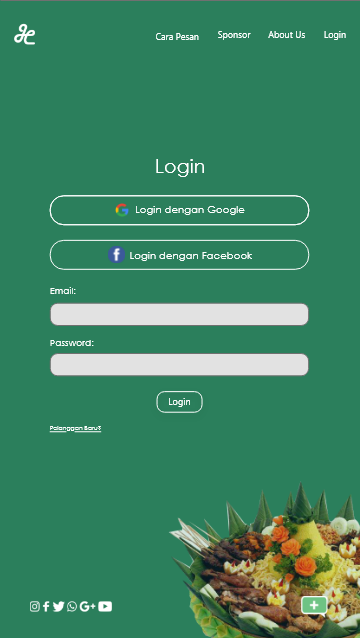 Cara Pesan Sponsor About Us Login
Login
Login dengan Google
Login dengan Facebook
Email:
Password:
Login
Pelanggan Baru?